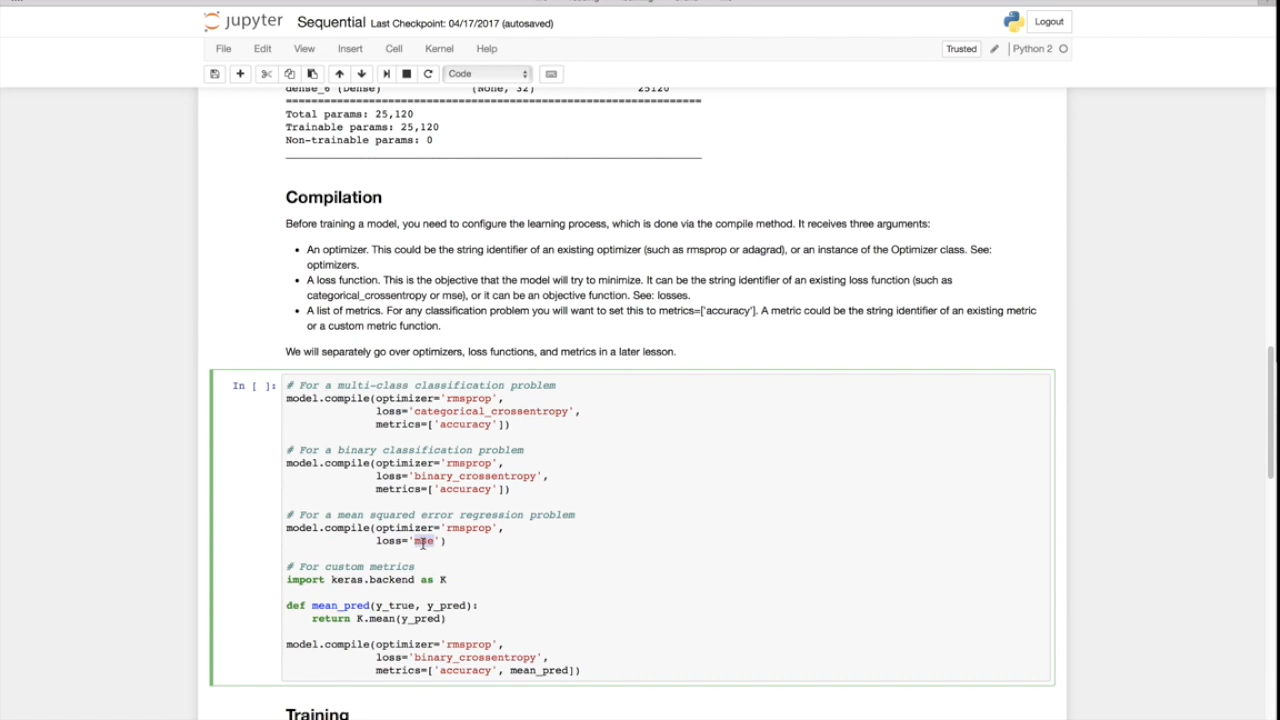 jupyter Sequential Last Checkpoint: 04/17/2017 (autosaved)
Logout
File Edit View Insert Cell Kernel Help
Trusted Python 2
Code
dense_6 (Dense) (None, 32) 25120
=================================================================
Total params: 25,120
Trainable params: 25,120
Non-trainable params: 0
Compilation
Before training a model, you need to configure the learning process, which is done via the compile method. It receives three arguments:
• An optimizer. This could be the string identifier of an existing optimizer (such as rmsprop or adagrad), or an instance of the Optimizer class. See:
optimizers.
• A loss function. This is the objective that the model will try to minimize. It can be the string identifier of an existing loss function (such as
categorical_crossentropy or mse), or it can be an objective function. See: losses.
• A list of metrics. For any classification problem you will want to set this to metrics=['accuracy']. A metric could be the string identifier of an existing metric
or a custom metric function.
We will separately go over optimizers, loss functions, and metrics in a later lesson.
In [ ]:
# For a multi-class classification problem
model.compile(optimizer='rmsprop',
loss='categorical_crossentropy',
metrics=['accuracy'])
# For a binary classification problem
model.compile(optimizer='rmsprop',
loss='binary_crossentropy',
metrics=['accuracy'])
# For a mean squared error regression problem
model.compile(optimizer='rmsprop',
loss='mse')
# For custom metrics
import keras.backend as K
def mean_pred(y_true, y_pred):
return K.mean(y_pred)
model.compile(optimizer='rmsprop',
loss='binary_crossentropy',
metrics=['accuracy', mean_pred])
Training